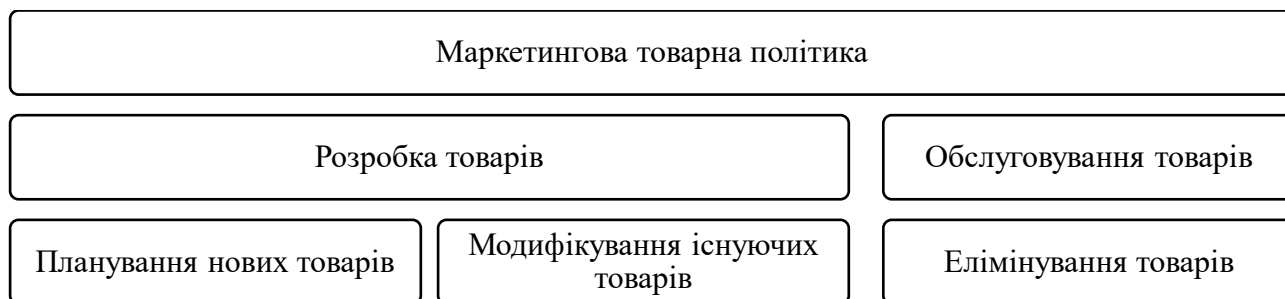 Маркетингова товарна політика
Розробка товарів
Обслуговування товарів
Планування нових товарів
Модифікування існуючих
товарів
Елімінування товарів